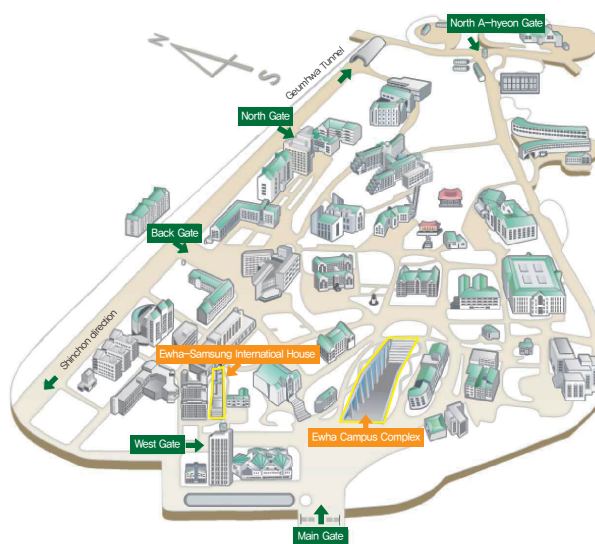 North A-hyeon Gate
N
S
Geumhwa Tunnel
North Gate
Back Gate
Shinchon direction
Ewha-Samsung Internatical House
West Gate
Ewha Campus Complex
Main Gate